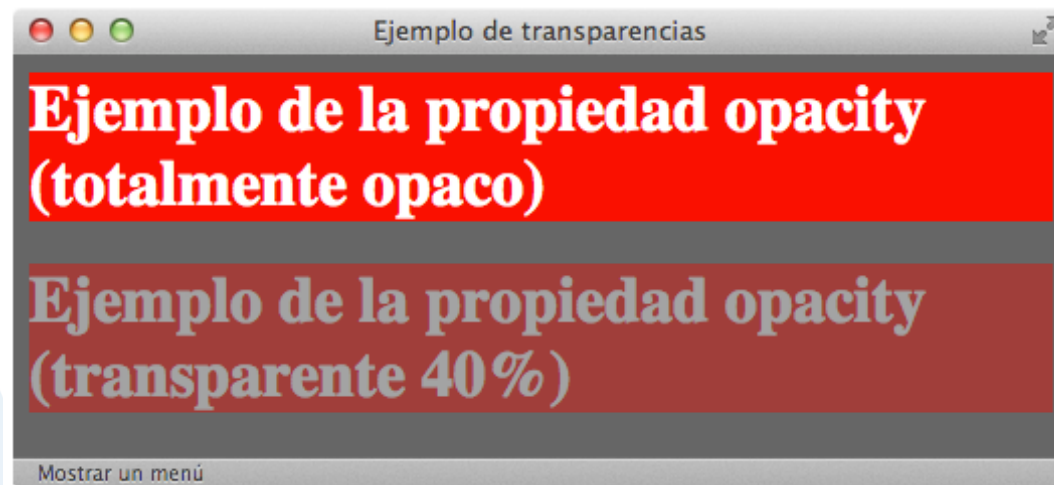 Ejemplo de transparencias
Ejemplo de la propiedad opacity
(totalmente opaco)
Ejemplo de la propiedad opacity
(transparente 40%)
Mostrar un menú